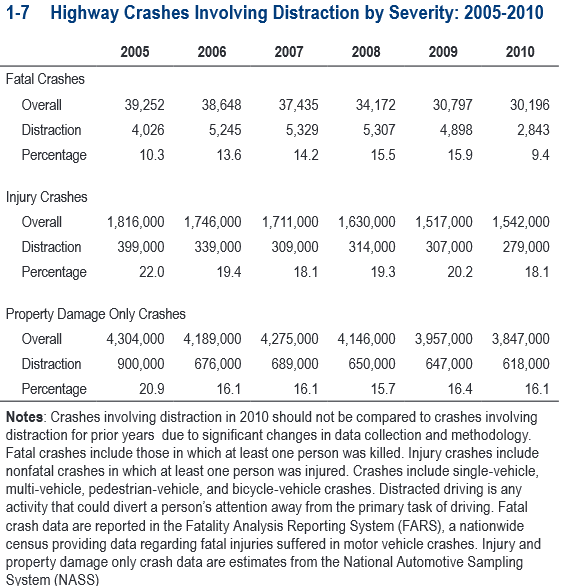 1-7 Highway Crashes Involving Distraction by Severity: 2005-2010
2005 2006 2007 2008 2009 2010
Fatal Crashes
Overall 39,252 38,648 37,435 34,172 30,797 30,196
Distraction 4,026 5,245 5,329 5,307 4,898 2,843
Percentage 10.3 13.6 14.2 15.5 15.9 9.4
Injury Crashes
Overall 1,816,000 1,746,000 1,711,000 1,630,000 1,517,000 1,542,000
Distraction 399,000 339,000 309,000 314,000 307,000 279,000
Percentage 22.0 19.4 18.1 19.3 20.2 18.1
Property Damage Only Crashes
Overall 4,304,000 4,189,000 4,275,000 4,146,000 3,957,000 3,847,000
Distraction 900,000 676,000 689,000 650,000 647,000 618,000
Percentage 20.9 16.1 16.1 15.7 16.4 16.1
Notes: Crashes involving distraction in 2010 should not be compared to crashes involving
distraction for prior years due to significant changes in data collection and methodology.
Fatal crashes include those in which at least one person was killed. Injury crashes include
nonfatal crashes in which at least one person was injured. Crashes include single-vehicle,
multi-vehicle, pedestrian-vehicle, and bicycle-vehicle crashes. Distracted driving is any
activity that could divert a person's attention away from the primary task of driving. Fatal
crash data are reported in the Fatality Analysis Reporting System (FARS), a nationwide
census providing data regarding fatal injuries suffered in motor vehicle crashes. Injury and
property damage only crash data are estimates from the National Automotive Sampling
System (NASS)